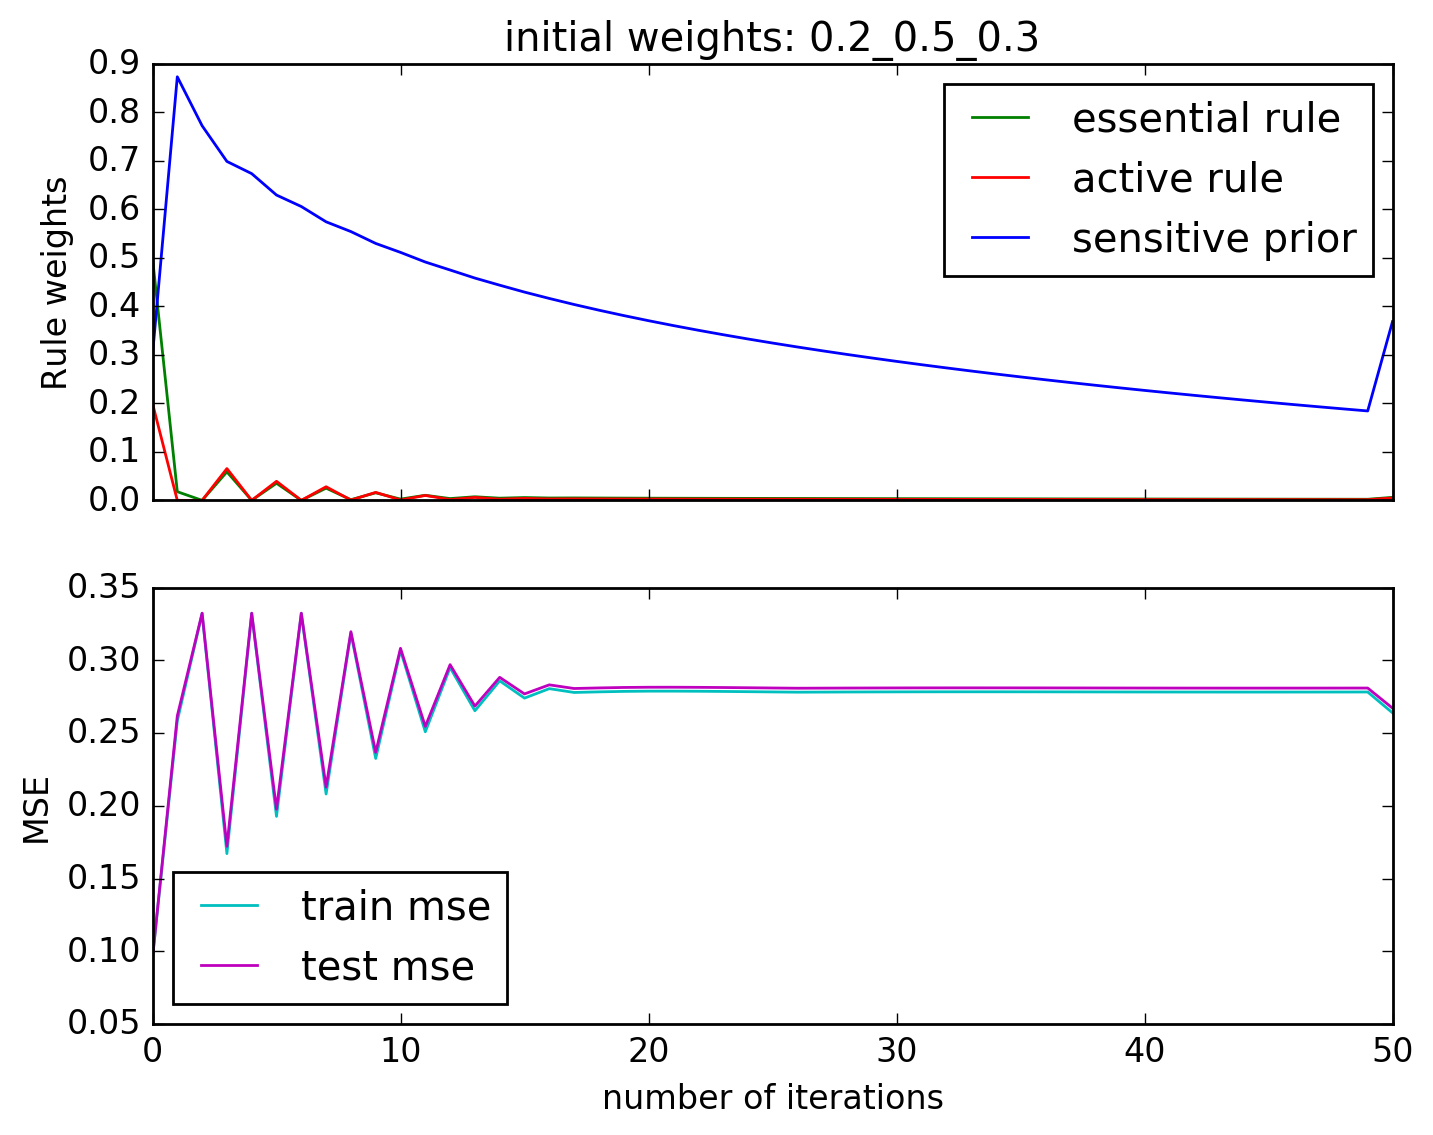 initial weights: 0.2_0.5_0.3
0.9
0.8
0.7
0.6
0.5
0.4
0.3
0.2
0.1
0.0
Rule weights
essential rule
active rule
sensitive prior
0.35
0.30
0.25
0.20
0.15
0.10
0.05
MSE
train mse
test mse
0 10 20 30 40 50
number of iterations